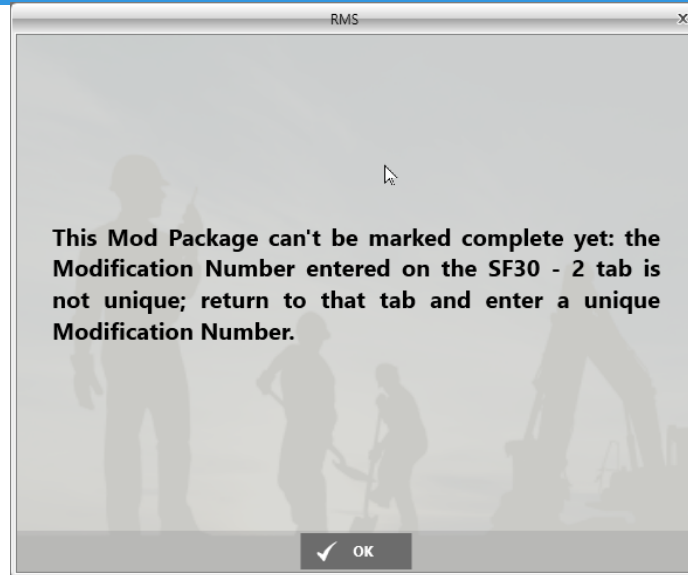 RMS
This Mod Package can't be marked complete yet: the
Modification Number entered on the SF30 - 2 tab is
not unique; return to that tab and enter a unique
Modification Number.
OK